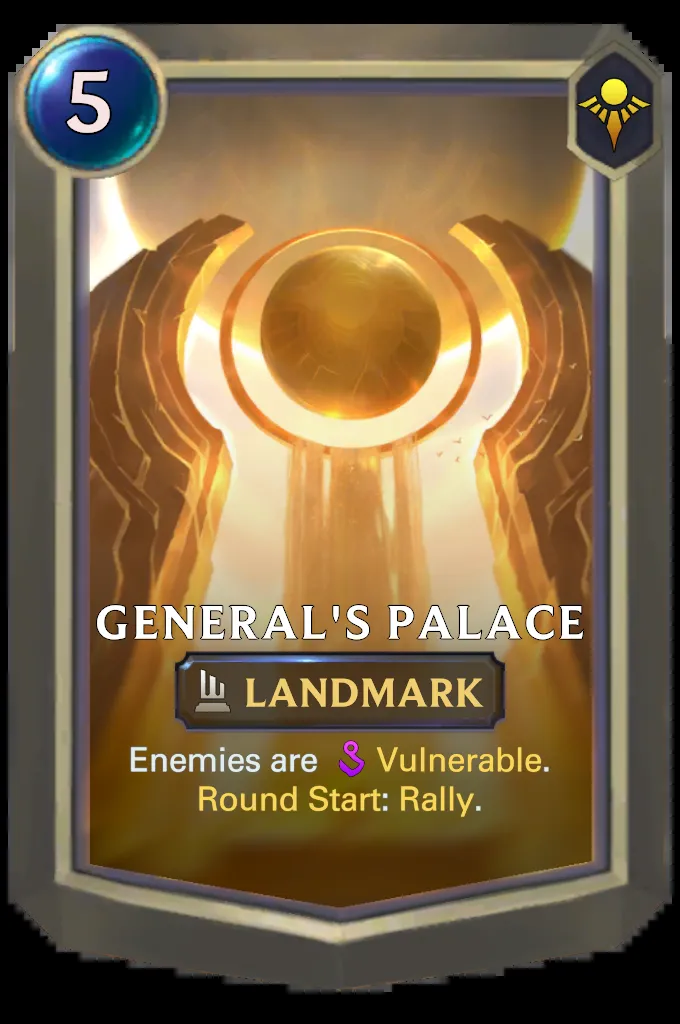 5
GENERAL'S PALACE
LANDMARK
Enemies are Vulnerable.
Round Start: Rally.